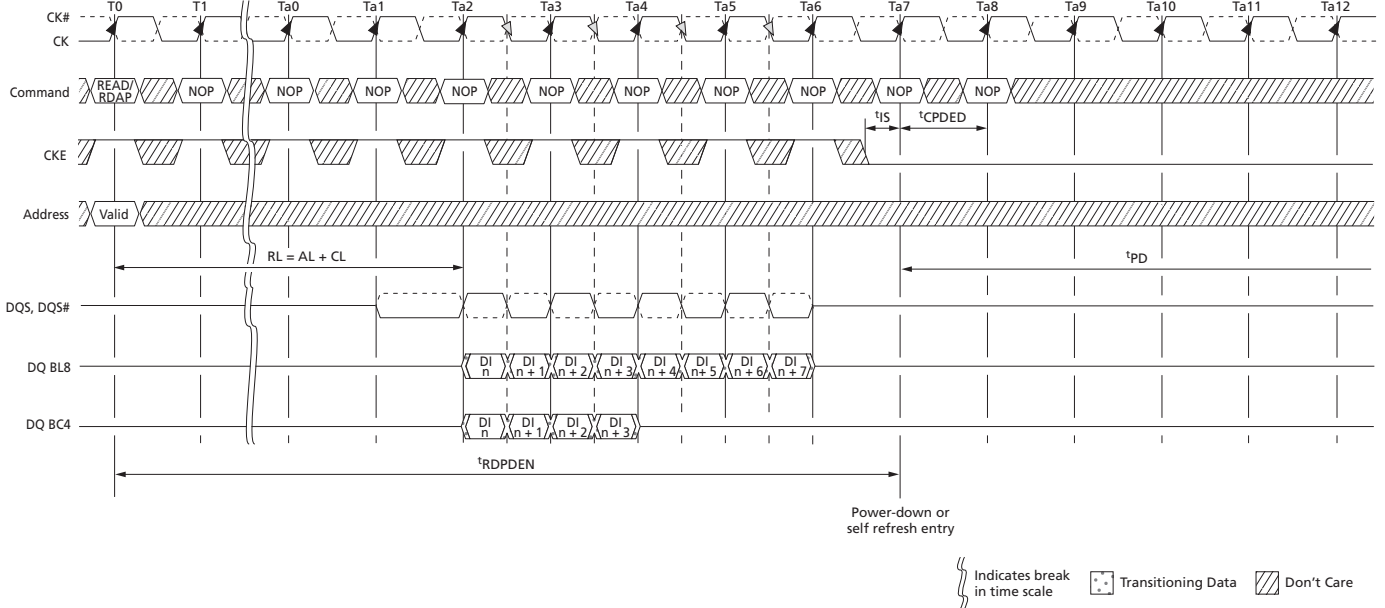 T0 T1 Ta0 Ta1 Ta2 Ta3 Ta4 Ta5 Ta6 Ta7 Ta8 Ta9 Ta10 Ta11 Ta12
CK#
CK
Command
READ/
RDAP
NOP NOP NOP NOP NOP NOP NOP NOP NOP NOP
tIS
tCPDED
CKE
Address
Valid
RL = AL + CL
tPD
DQS, DQS#
DQ BL8
DI DI DI DI DI DI DI DI
n n + 1 n + 2 n + 3 n + 4 n+ 5 n + 6 n + 7
DQ BC4
DI DI DI DI
n n + 1 n + 2 n + 3
tRDPDEN
Power-down or
self refresh entry
Indicates break
in time scale
Transitioning Data
Don't Care